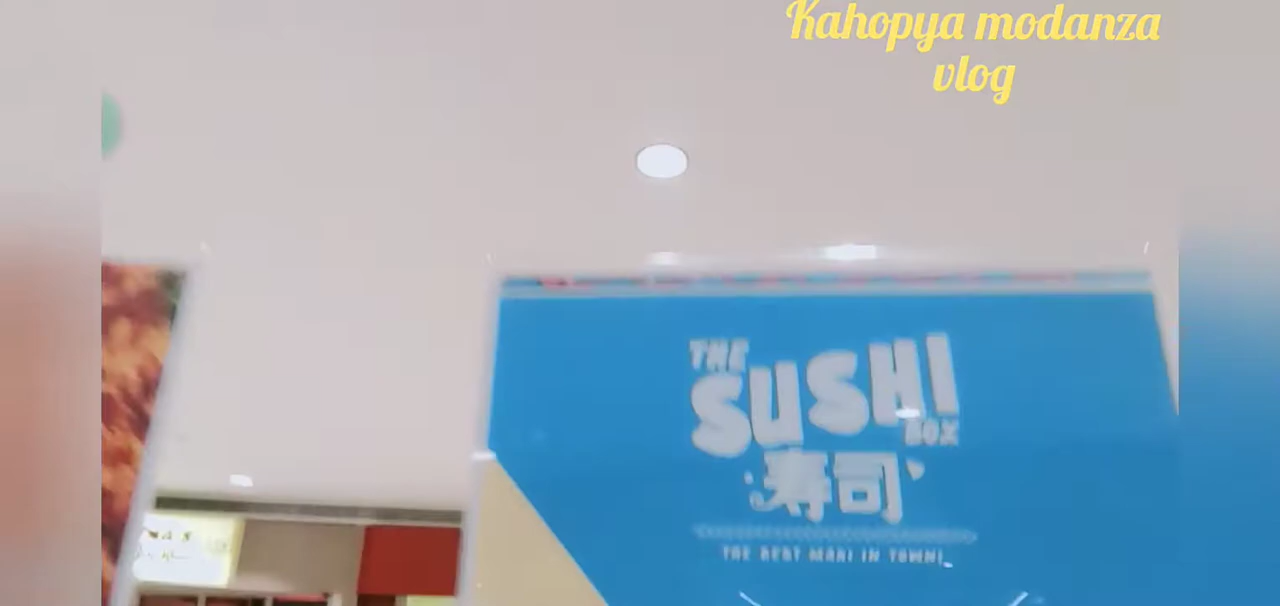 Kahopya modanza
vlog
THE
SUSHI
BOX
寿司
THE BEST MAKI IN TOWN!